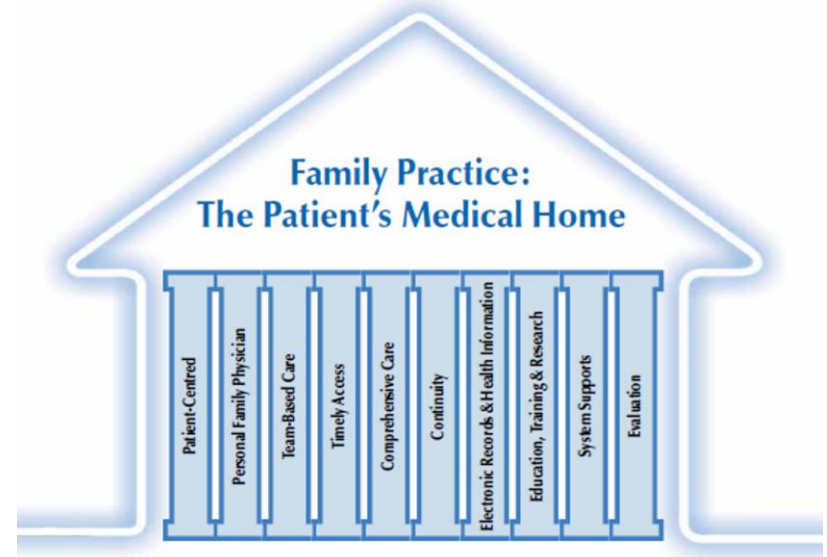 Family Practice:
The Patient's Medical Home
Patient-Centred
Personal Family Physician
Team-Based Care
Timely Access
Comprehensive Care
Continuity
Electronic Records & Health Information
Education, Training & Research
System Supports
Evaluation